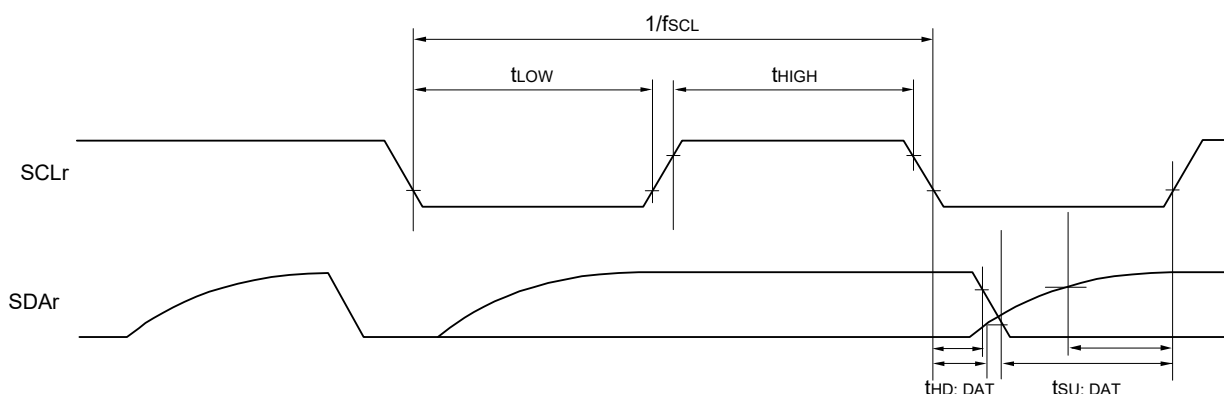 1/fSCL
tLOW
tHIGH
SCLr
SDAr
tHD: DAT
tSU: DAT